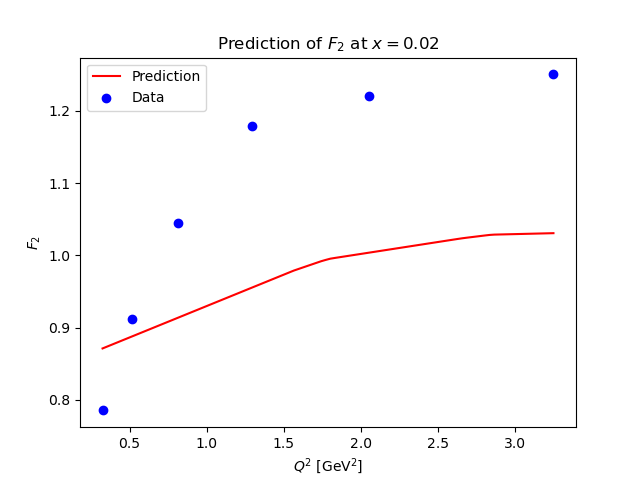 Prediction of $F_2$ at $x = 0.02$
Prediction
Data
1.2
1.1
1.0
0.9
0.8
$F_2$
0.5 1.0 1.5 2.0 2.5 3.0
$Q^2$ [GeV$^2$]